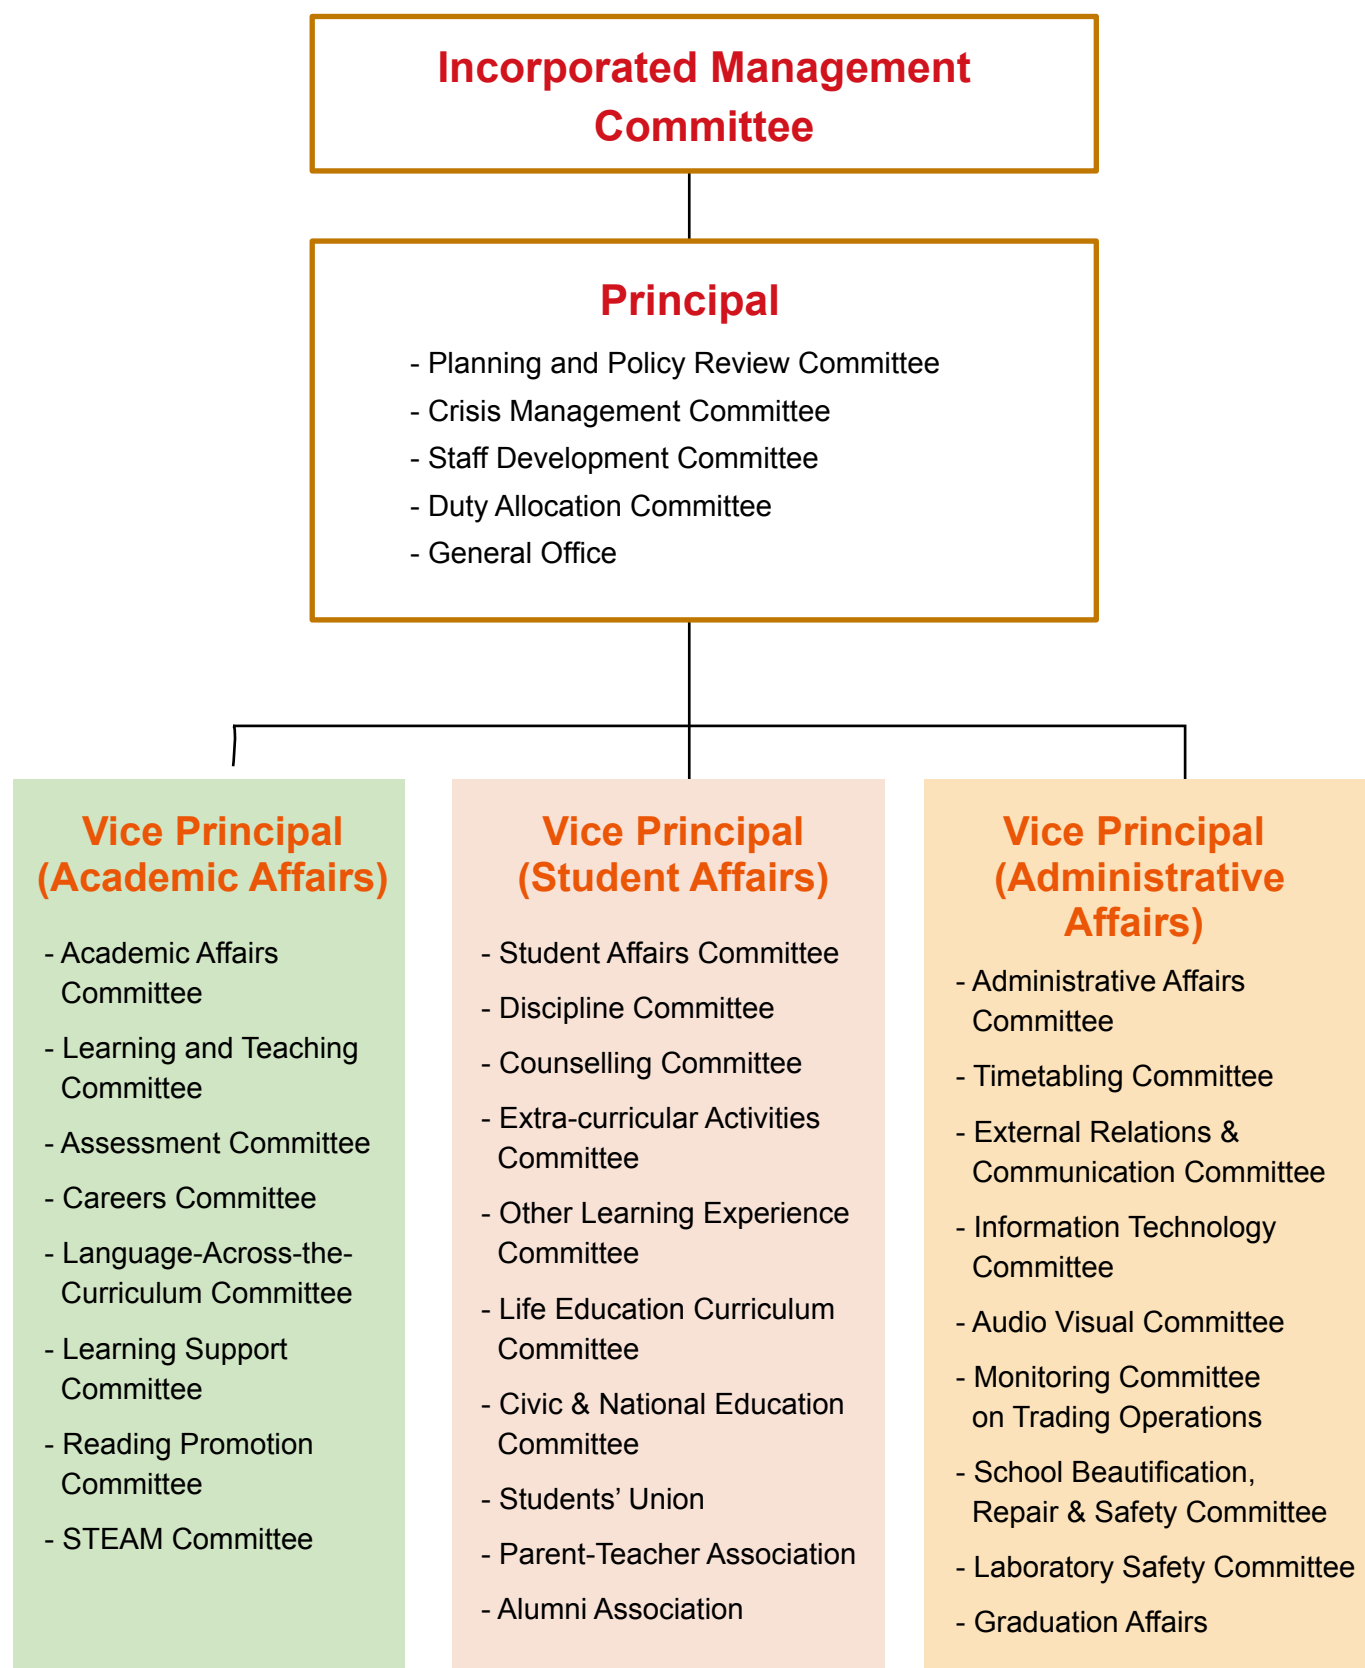 Incorporated Management
Committee
Principal
- Planning and Policy Review Committee
- Crisis Management Committee
- Staff Development Committee
- Duty Allocation Committee
- General Office
Vice Principal
(Academic Affairs)
- Academic Affairs
Committee
- Learning and Teaching
Committee
- Assessment Committee
- Careers Committee
- Language-Across-the-
Curriculum Committee
- Learning Support
Committee
- Reading Promotion
Committee
- STEAM Committee
Vice Principal
(Student Affairs)
- Student Affairs Committee
- Discipline Committee
- Counselling Committee
- Extra-curricular Activities
Committee
- Other Learning Experience
Committee
- Life Education Curriculum
Committee
- Civic & National Education
Committee
- Students’ Union
- Parent-Teacher Association
- Alumni Association
Vice Principal
(Administrative
Affairs)
- Administrative Affairs
Committee
- Timetabling Committee
- External Relations &
Communication Committee
- Information Technology
Committee
- Audio Visual Committee
- Monitoring Committee
on Trading Operations
- School Beautification,
Repair & Safety Committee
- Laboratory Safety Committee
- Graduation Affairs